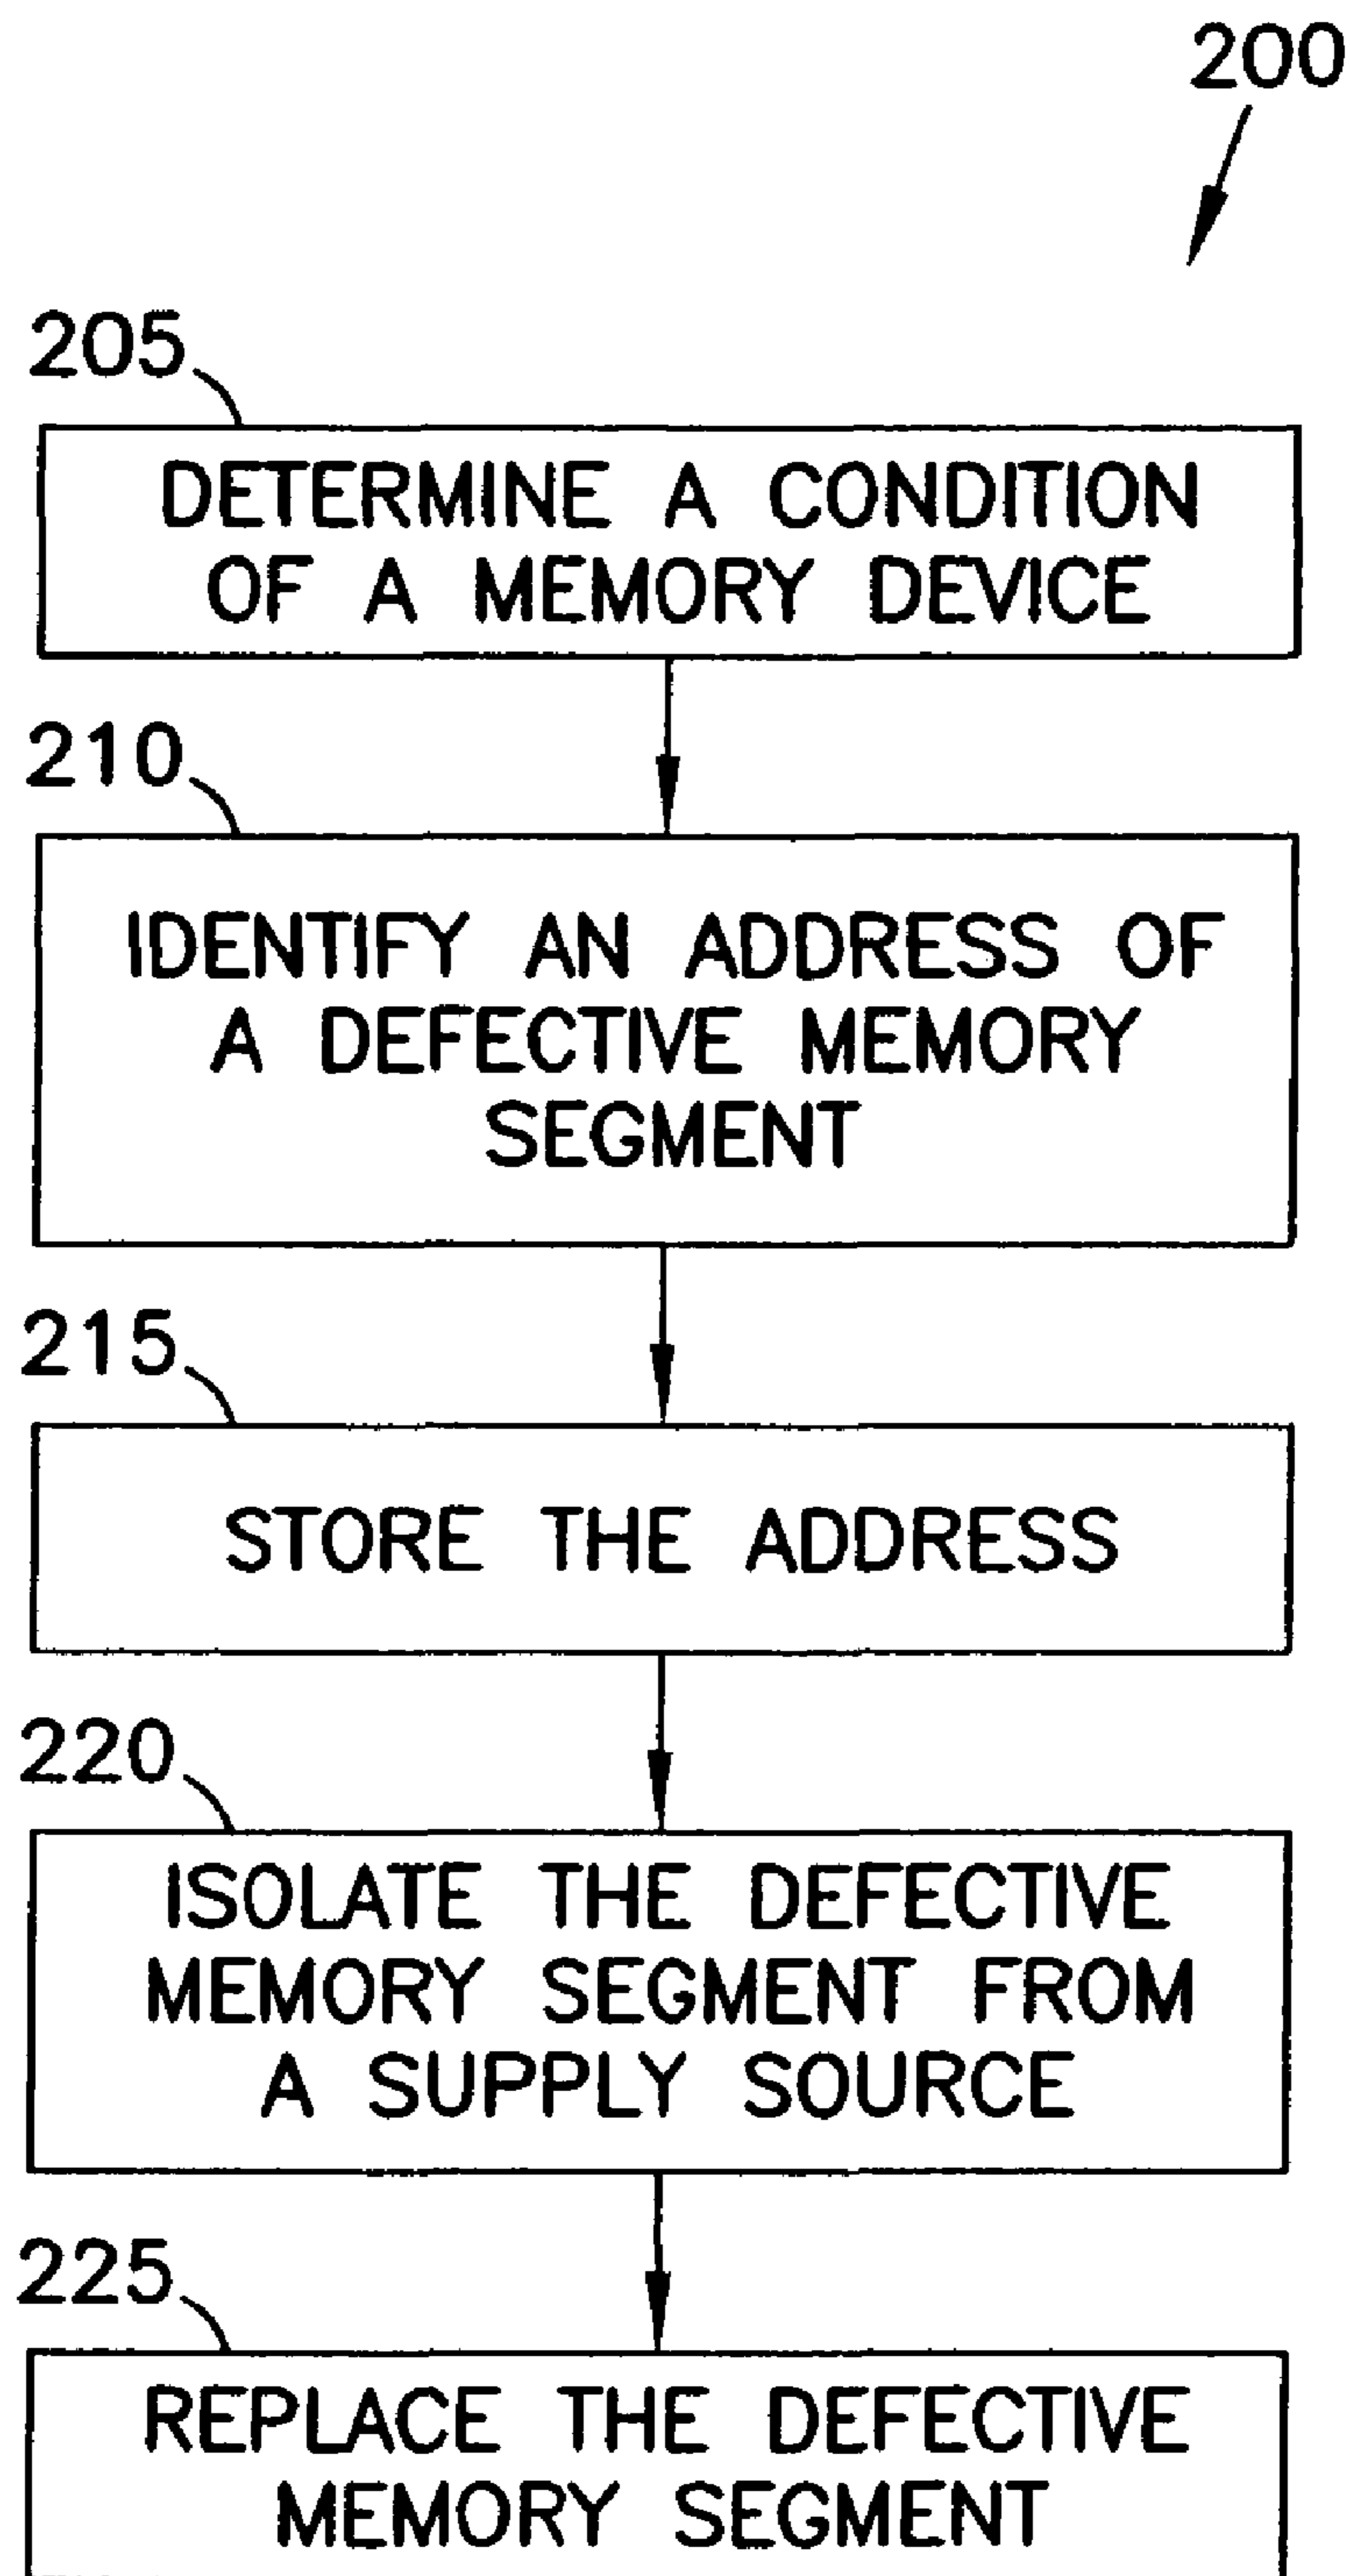 200
205
DETERMINE A CONDITION
OF A MEMORY DEVICE
210
IDENTIFY AN ADDRESS OF
A DEFECTIVE MEMORY
SEGMENT
215
STORE THE ADDRESS
220
ISOLATE THE DEFECTIVE
MEMORY SEGMENT FROM
A SUPPLY SOURCE
225
REPLACE THE DEFECTIVE
MEMORY SEGMENT